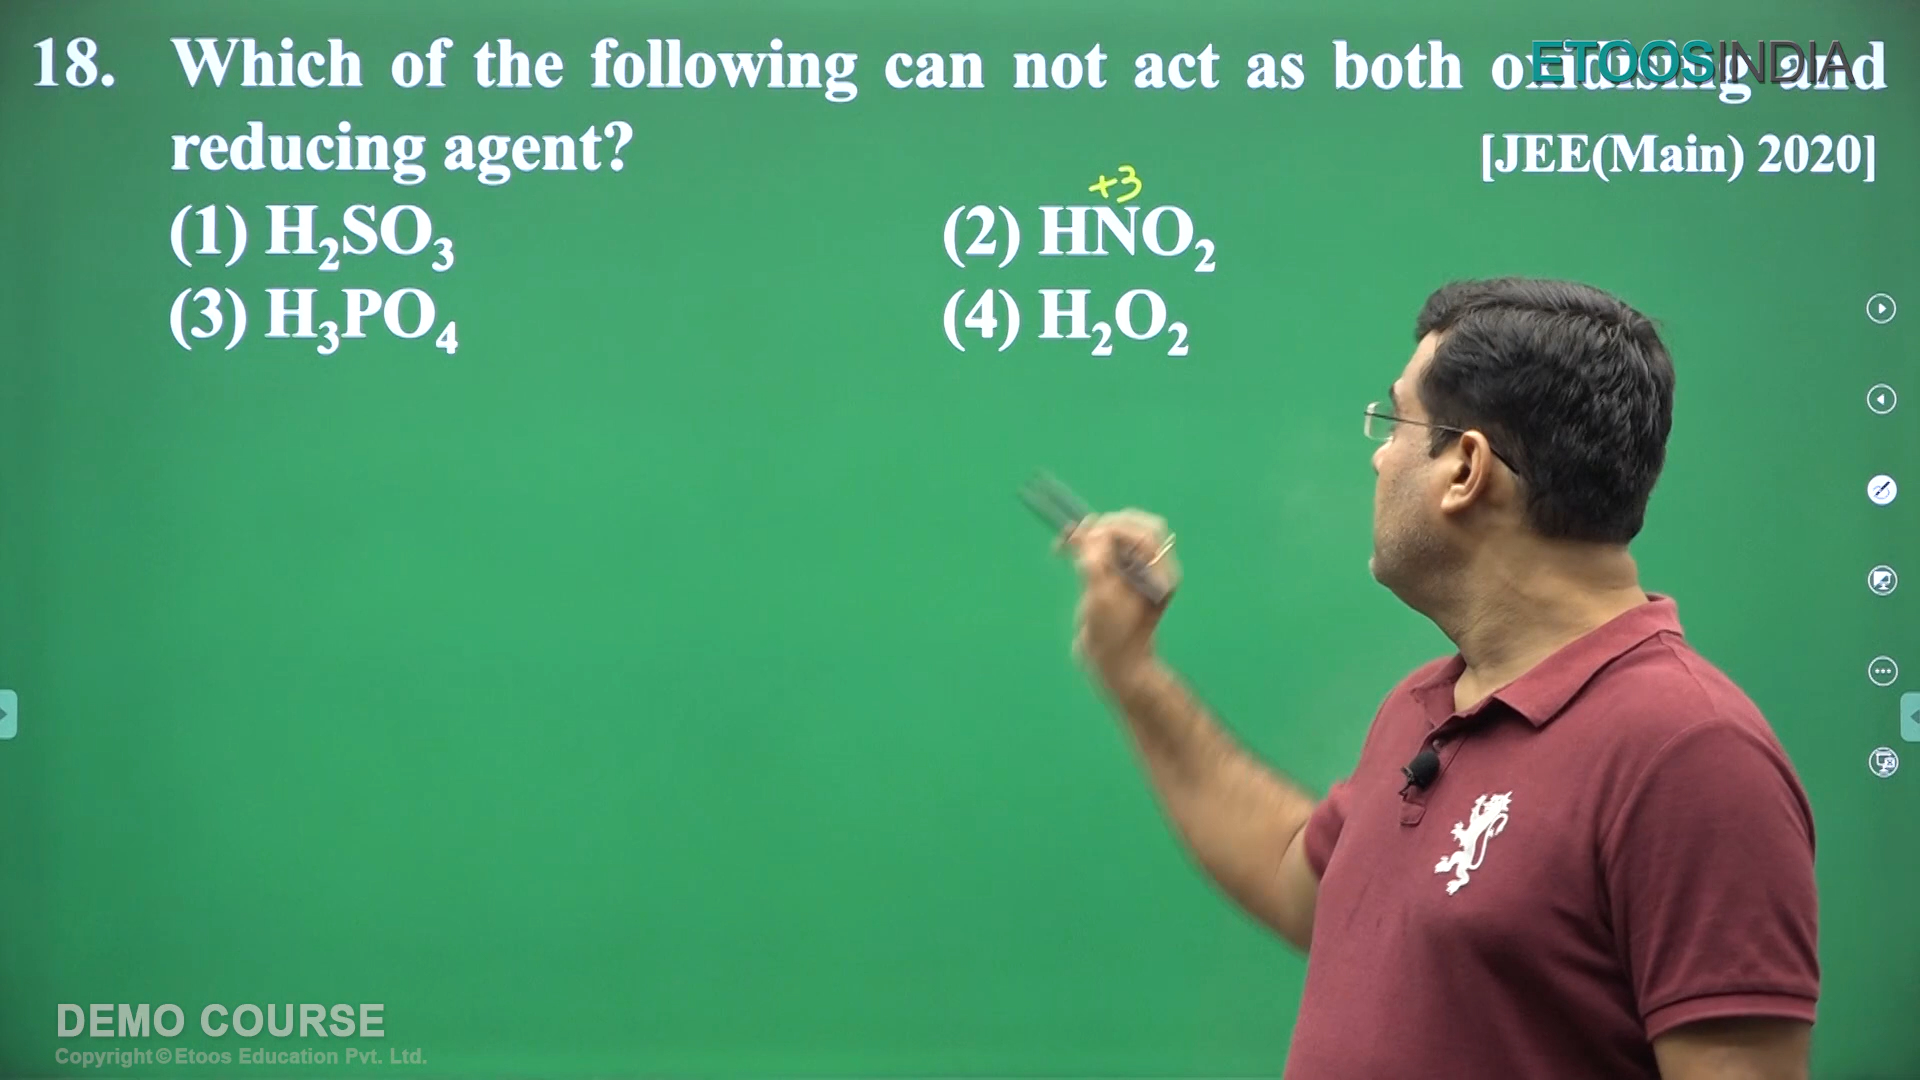 18. Which of the following can not act as both oxidising and
ETOOSINDIA
reducing agent? [JEE(Main) 2020]
+3
(1) H₂SO₃ (2) HNO₂
(3) H₃PO₄ (4) H₂O₂
DEMO COURSE
Copyright © Etoos Education Pvt. Ltd.